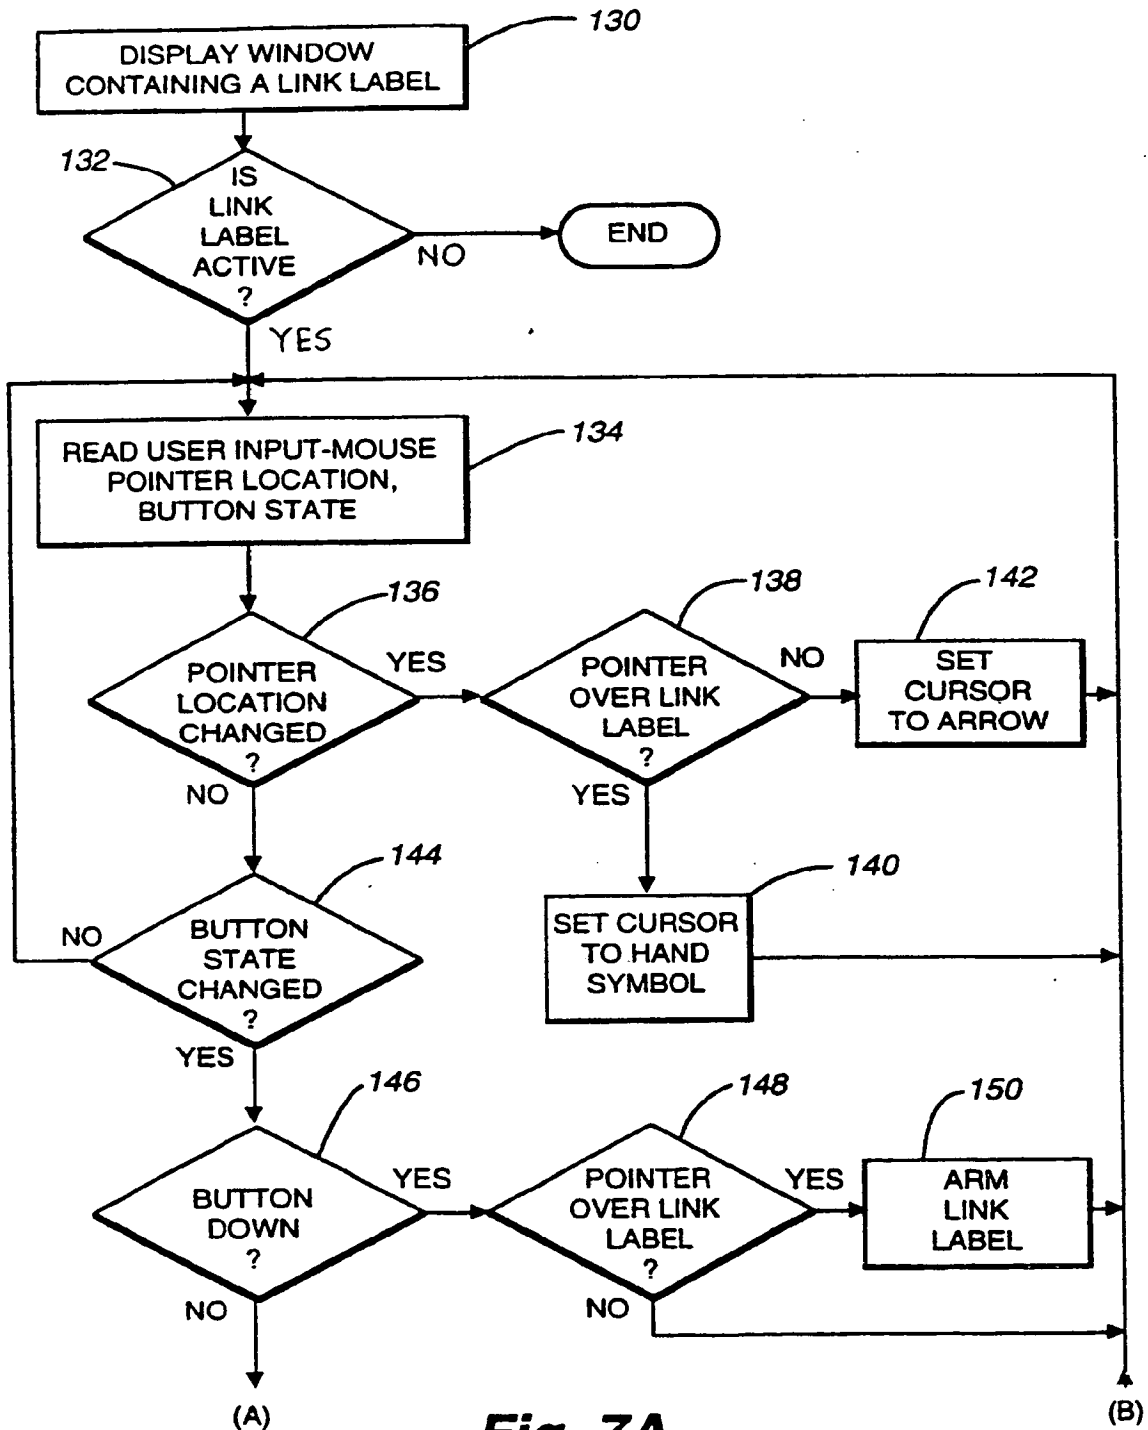 130
DISPLAY WINDOW
CONTAINING A LINK LABEL
132
IS
LINK
LABEL
ACTIVE
?
NO
END
YES
134
READ USER INPUT-MOUSE
POINTER LOCATION,
BUTTON STATE
136
POINTER
LOCATION
CHANGED
?
YES
NO
138
POINTER
OVER LINK
LABEL
?
NO
YES
142
SET
CURSOR
TO ARROW
140
SET CURSOR
TO HAND
SYMBOL
144
BUTTON
STATE
CHANGED
?
NO
YES
146
BUTTON
DOWN
?
YES
NO
148
POINTER
OVER LINK
LABEL
?
YES
NO
150
ARM
LINK
LABEL
(A)
Fig. 7A
(B)